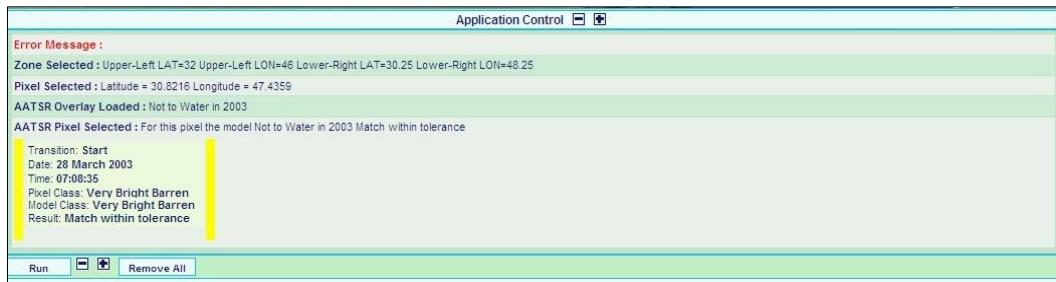 Application Control
Error Message :
Zone Selected : Upper-Left LAT=32 Upper-Left LON=46 Lower-Right LAT=30.25 Lower-Right LON=48.25
Pixel Selected : Latitude = 30.8216 Longitude = 47.4359
AATSR Overlay Loaded : Not to Water in 2003
AATSR Pixel Selected : For this pixel the model Not to Water in 2003 Match within tolerance
Transition: Start
Date: 28 March 2003
Time: 07:08:35
Pixel Class: Very Bright Barren
Model Class: Very Bright Barren
Result: Match within tolerance
Run Remove All